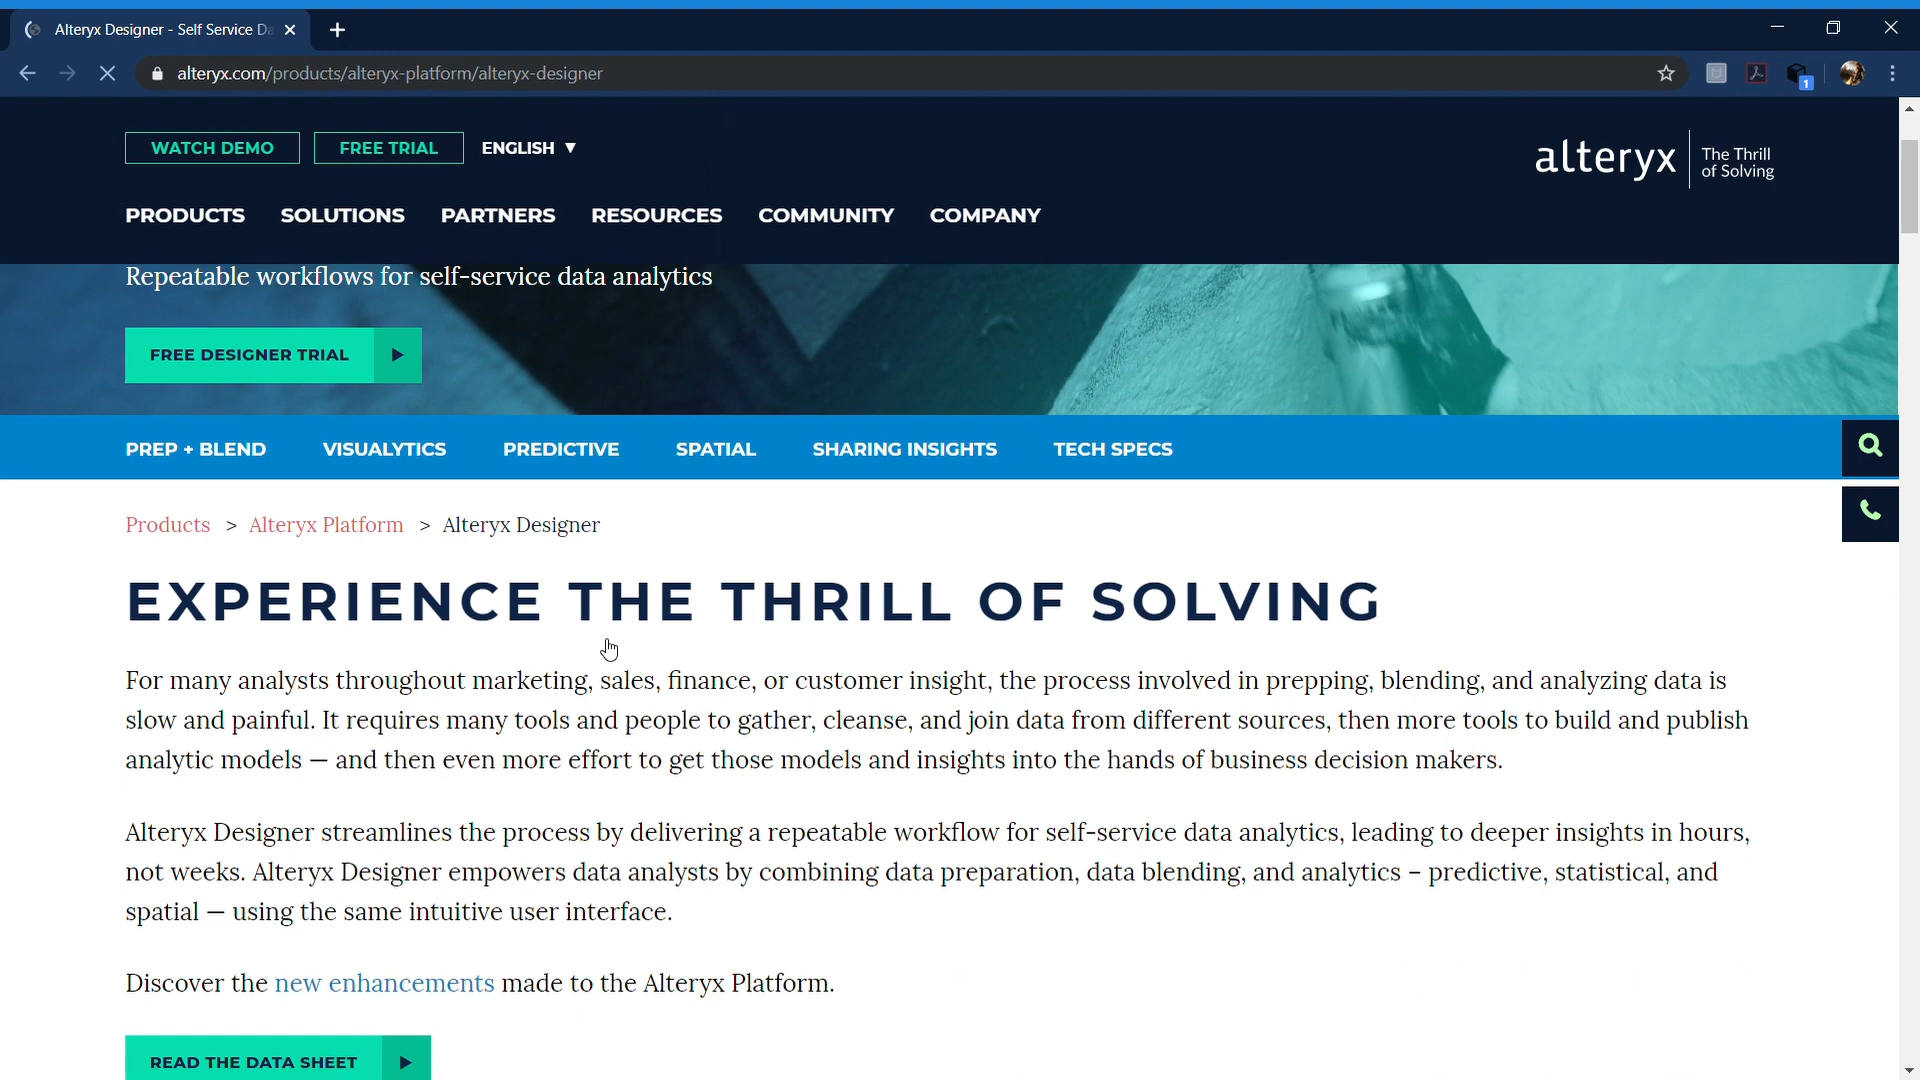 Alteryx Designer - Self Service Da
alteryx.com/products/alteryx-platform/alteryx-designer
1
WATCH DEMO
FREE TRIAL
ENGLISH ▼
alteryx
The Thrill
of Solving
PRODUCTS
SOLUTIONS
PARTNERS
RESOURCES
COMMUNITY
COMPANY
Repeatable workflows for self-service data analytics
FREE DESIGNER TRIAL
PREP + BLEND
VISUALYTICS
PREDICTIVE
SPATIAL
SHARING INSIGHTS
TECH SPECS
Products > Alteryx Platform > Alteryx Designer
EXPERIENCE THE THRILL OF SOLVING
For many analysts throughout marketing, sales, finance, or customer insight, the process involved in prepping, blending, and analyzing data is
slow and painful. It requires many tools and people to gather, cleanse, and join data from different sources, then more tools to build and publish
analytic models — and then even more effort to get those models and insights into the hands of business decision makers.
Alteryx Designer streamlines the process by delivering a repeatable workflow for self-service data analytics, leading to deeper insights in hours,
not weeks. Alteryx Designer empowers data analysts by combining data preparation, data blending, and analytics – predictive, statistical, and
spatial — using the same intuitive user interface.
Discover the new enhancements made to the Alteryx Platform.
READ THE DATA SHEET